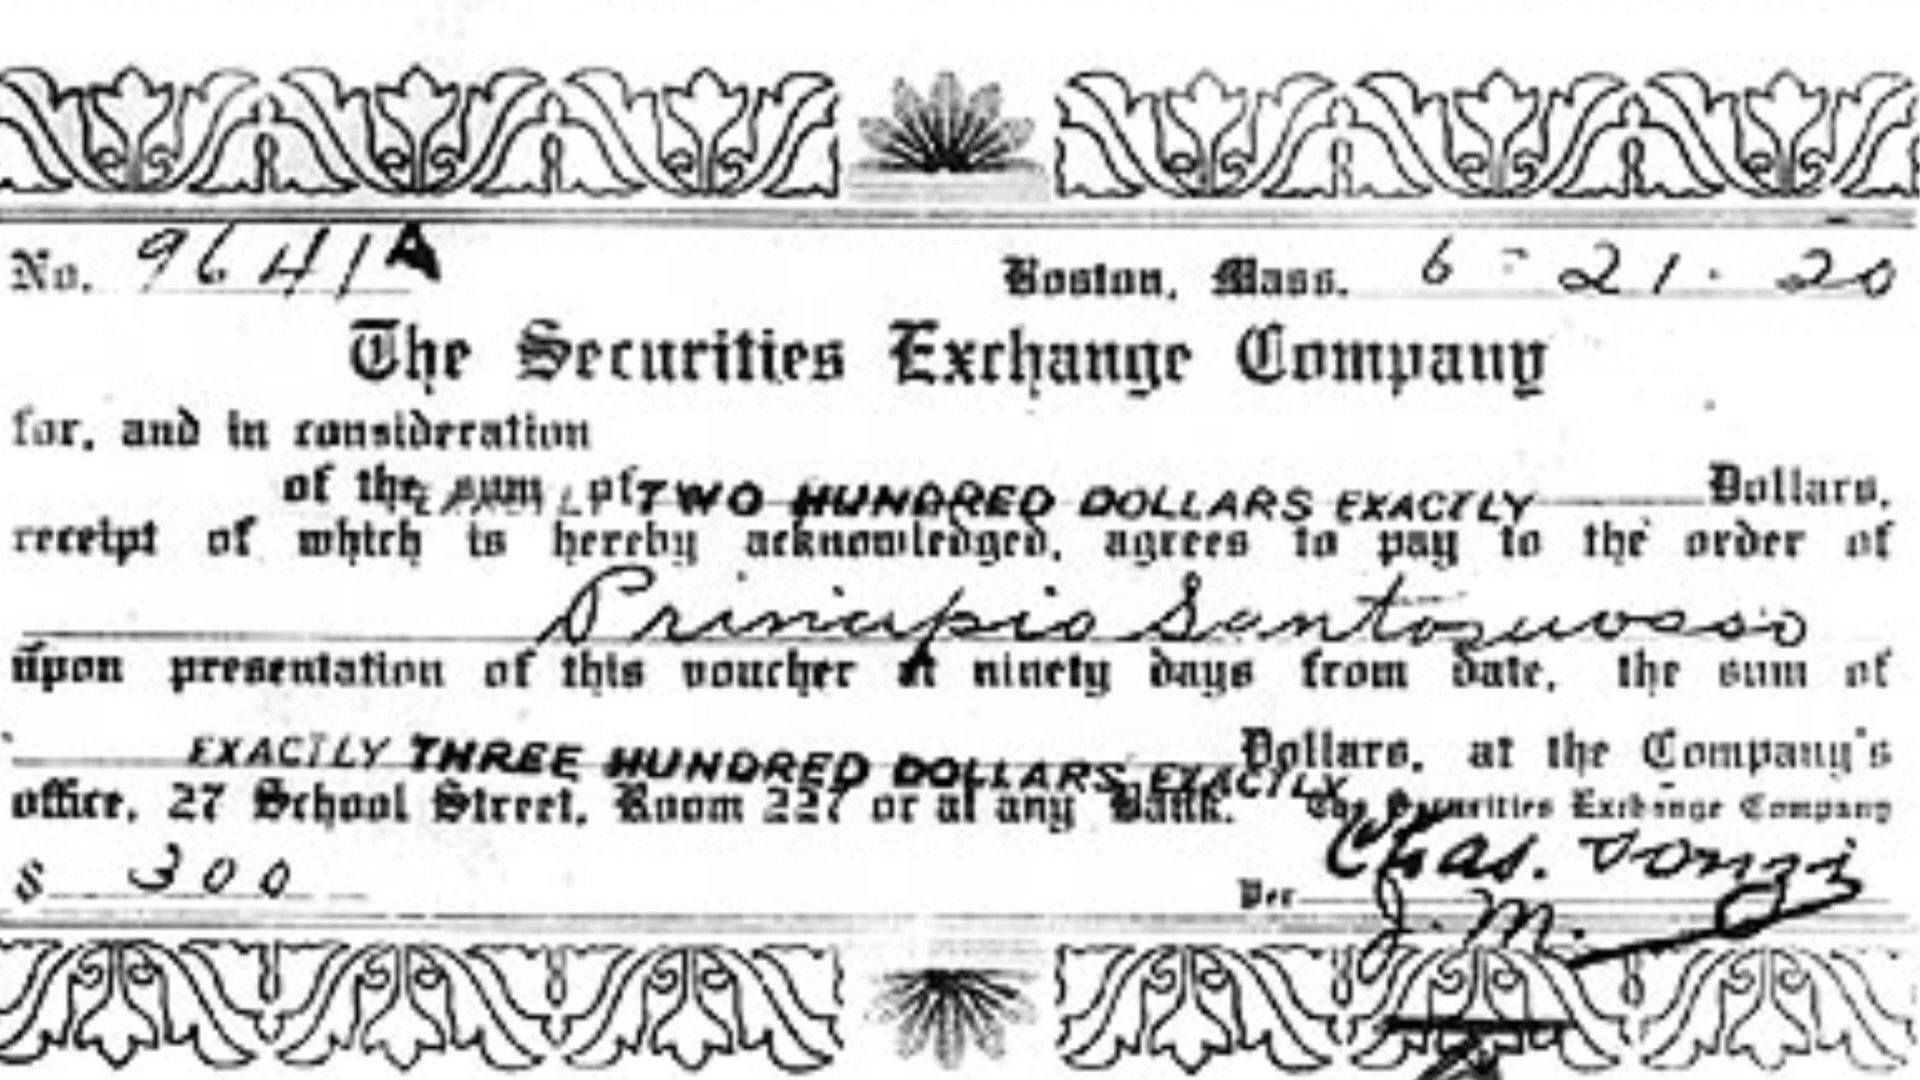 No. 9641A Boston, Mass. 6-21-20
The Securities Exchange Company
for, and in consideration
of the sum of TWO HUNDRED DOLLARS EXACTLY Dollars,
receipt of which is hereby acknowledged, agrees to pay to the order of
Principio Santosuosso
upon presentation of this voucher at ninety days from date, the sum of
EXACTLY THREE HUNDRED DOLLARS EXACTLY Dollars, at the Company's
office, 27 School Street, Room 227 or at any Bank. The Securities Exchange Company
Chas. Ponzi
$ 300 Per
J. M.